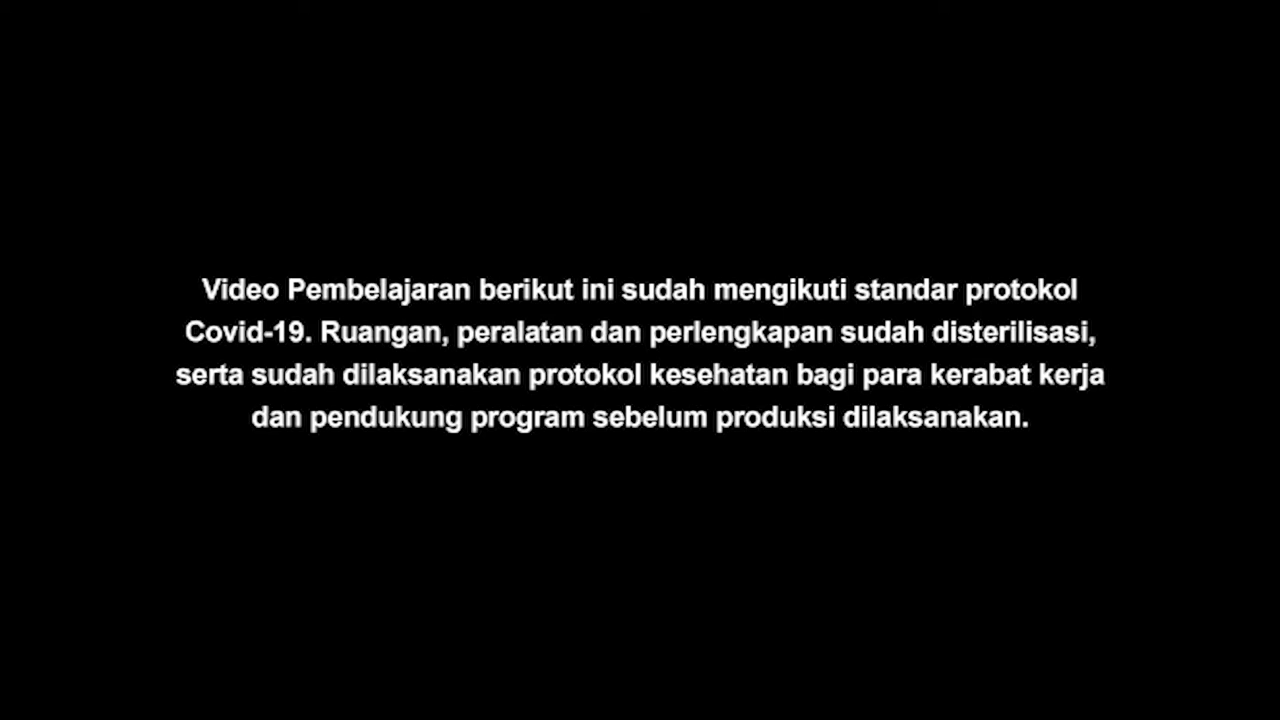 Video Pembelajaran berikut ini sudah mengikuti standar protokol
Covid-19. Ruangan, peralatan dan perlengkapan sudah disterilisasi,
serta sudah dilaksanakan protokol kesehatan bagi para kerabat kerja
dan pendukung program sebelum produksi dilaksanakan.